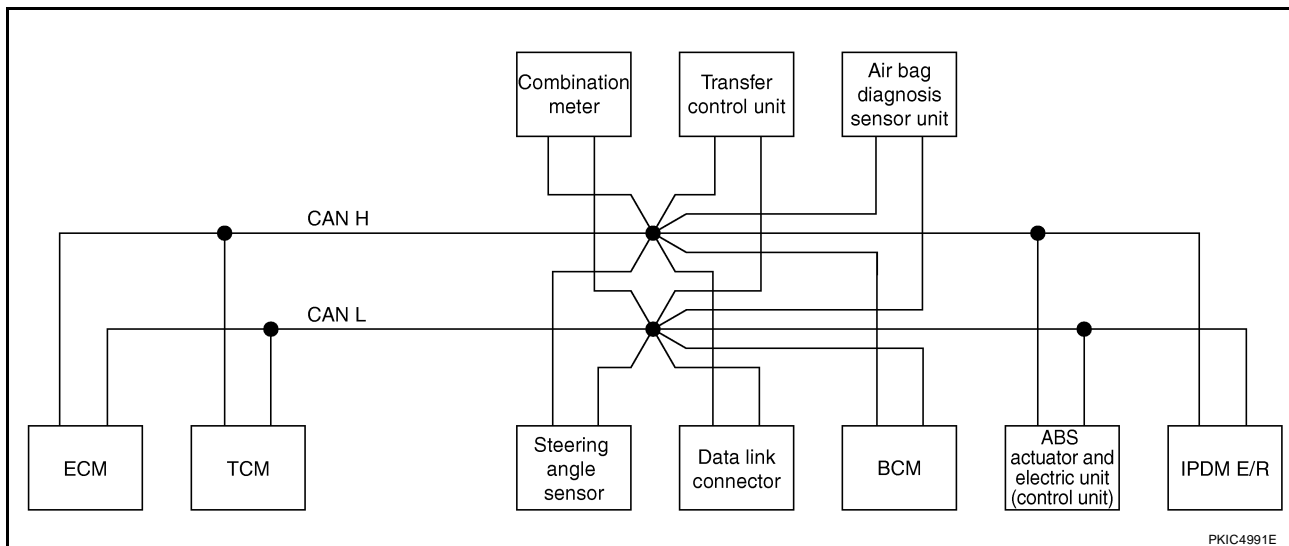 Combination
meter
Transfer
control unit
Air bag
diagnosis
sensor unit
CAN H
CAN L
ECM
TCM
Steering
angle
sensor
Data link
connector
BCM
ABS
actuator and
electric unit
(control unit)
IPDM E/R
PKIC4991E